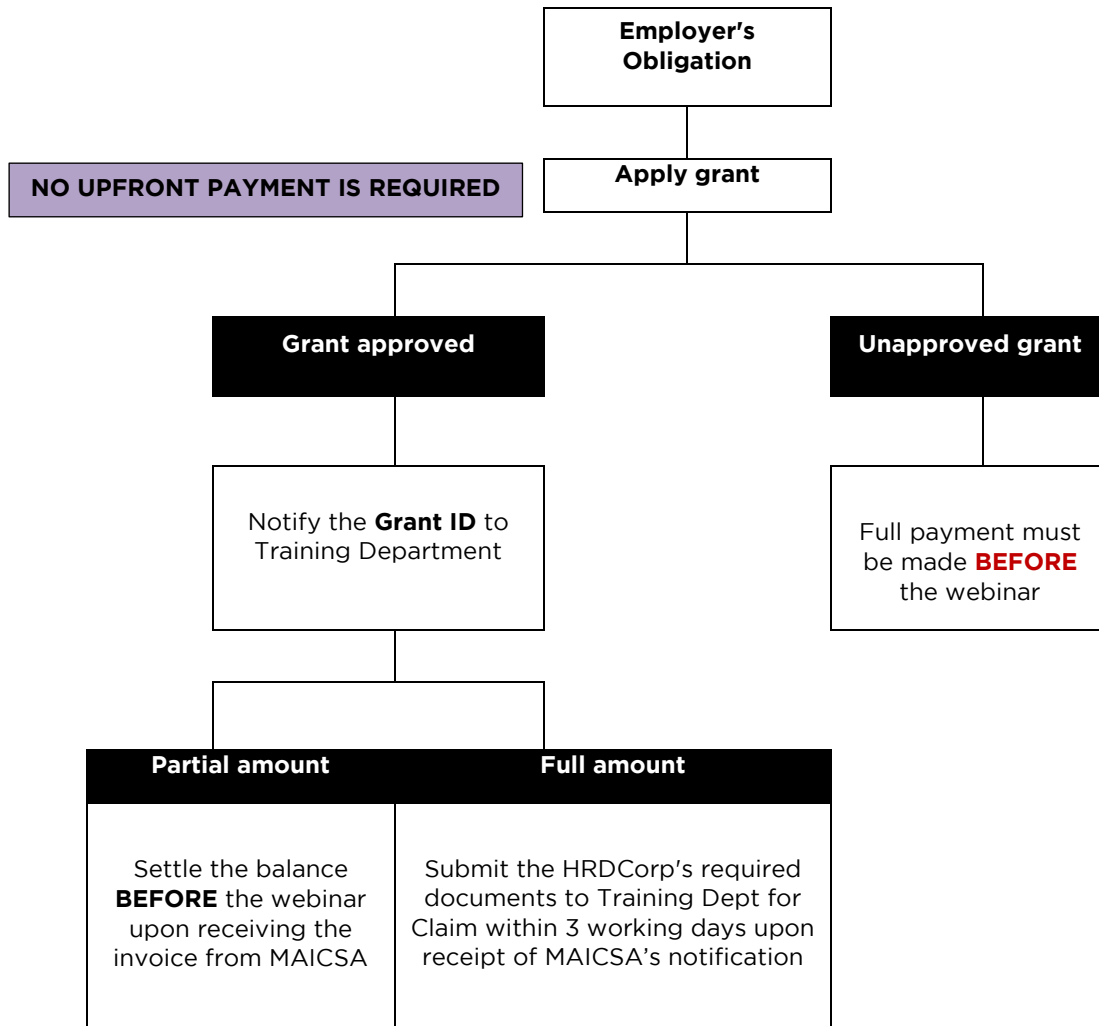 Employer's
Obligation
NO UPFRONT PAYMENT IS REQUIRED
Apply grant
Grant approved
Unapproved grant
Notify the Grant ID to
Training Department
Full payment must
be made BEFORE
the webinar
Partial amount
Full amount
Settle the balance
BEFORE the webinar
upon receiving the
invoice from MAICSA
Submit the HRDCorp's required
documents to Training Dept for
Claim within 3 working days upon
receipt of MAICSA’s notification